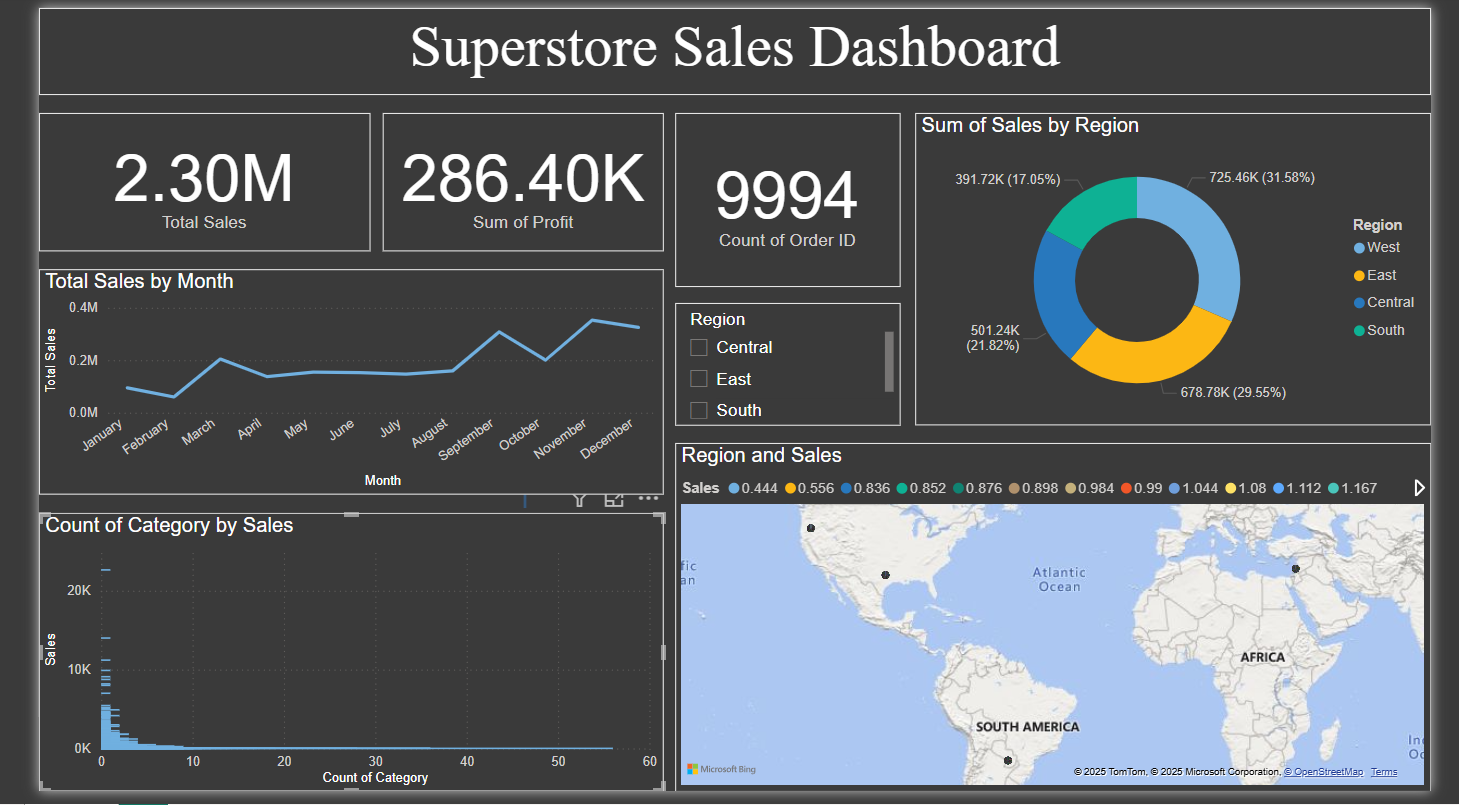 Superstore Sales Dashboard
2.30M
Total Sales
286.40K
Sum of Profit
9994
Count of Order ID
Sum of Sales by Region
391.72K (17.05%)
725.46K (31.58%)
501.24K
(21.82%)
678.78K (29.55%)
Region
West
East
Central
South
Total Sales by Month
Total Sales
0.4M
0.2M
0.0M
January
February
March
April
May
June
July
August
September
October
November
December
Month
Region
Central
East
South
Count of Category by Sales
Sales
20K
10K
0K
0 10 20 30 40 50 60
Count of Category
Region and Sales
Sales 0.444 0.556 0.836 0.852 0.876 0.898 0.984 0.99 1.044 1.08 1.112 1.167
fic
an
Atlantic
Ocean
AFRICA
SOUTH AMERICA
Ind
Oc
Microsoft Bing
© 2025 TomTom, © 2025 Microsoft Corporation, © OpenStreetMap Terms